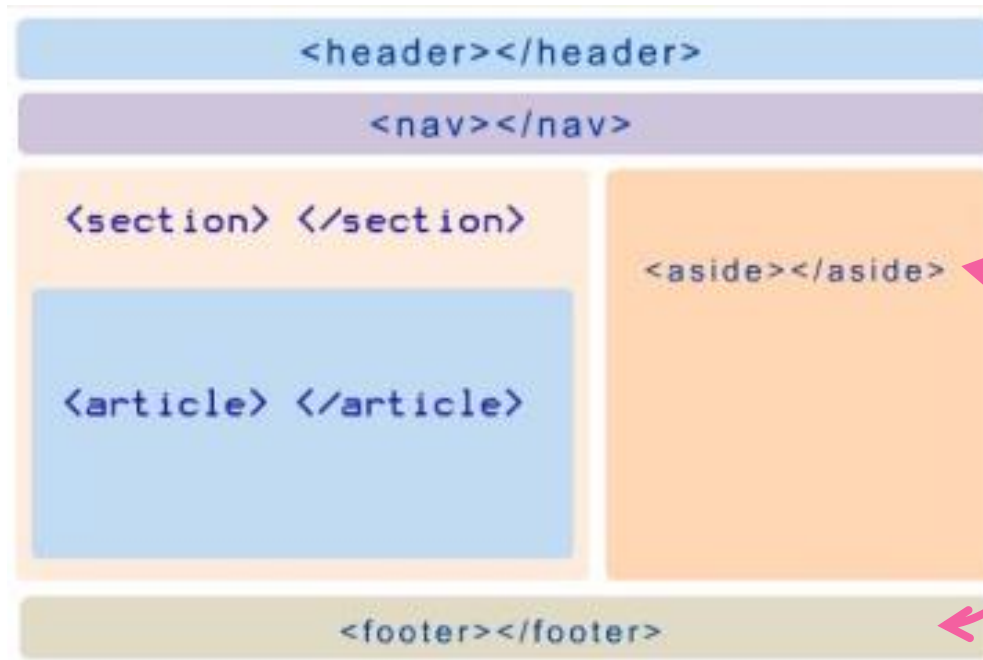 <header></header>
<nav></nav>
<section> </section>
<aside></aside>
<article> </article>
<footer></footer>